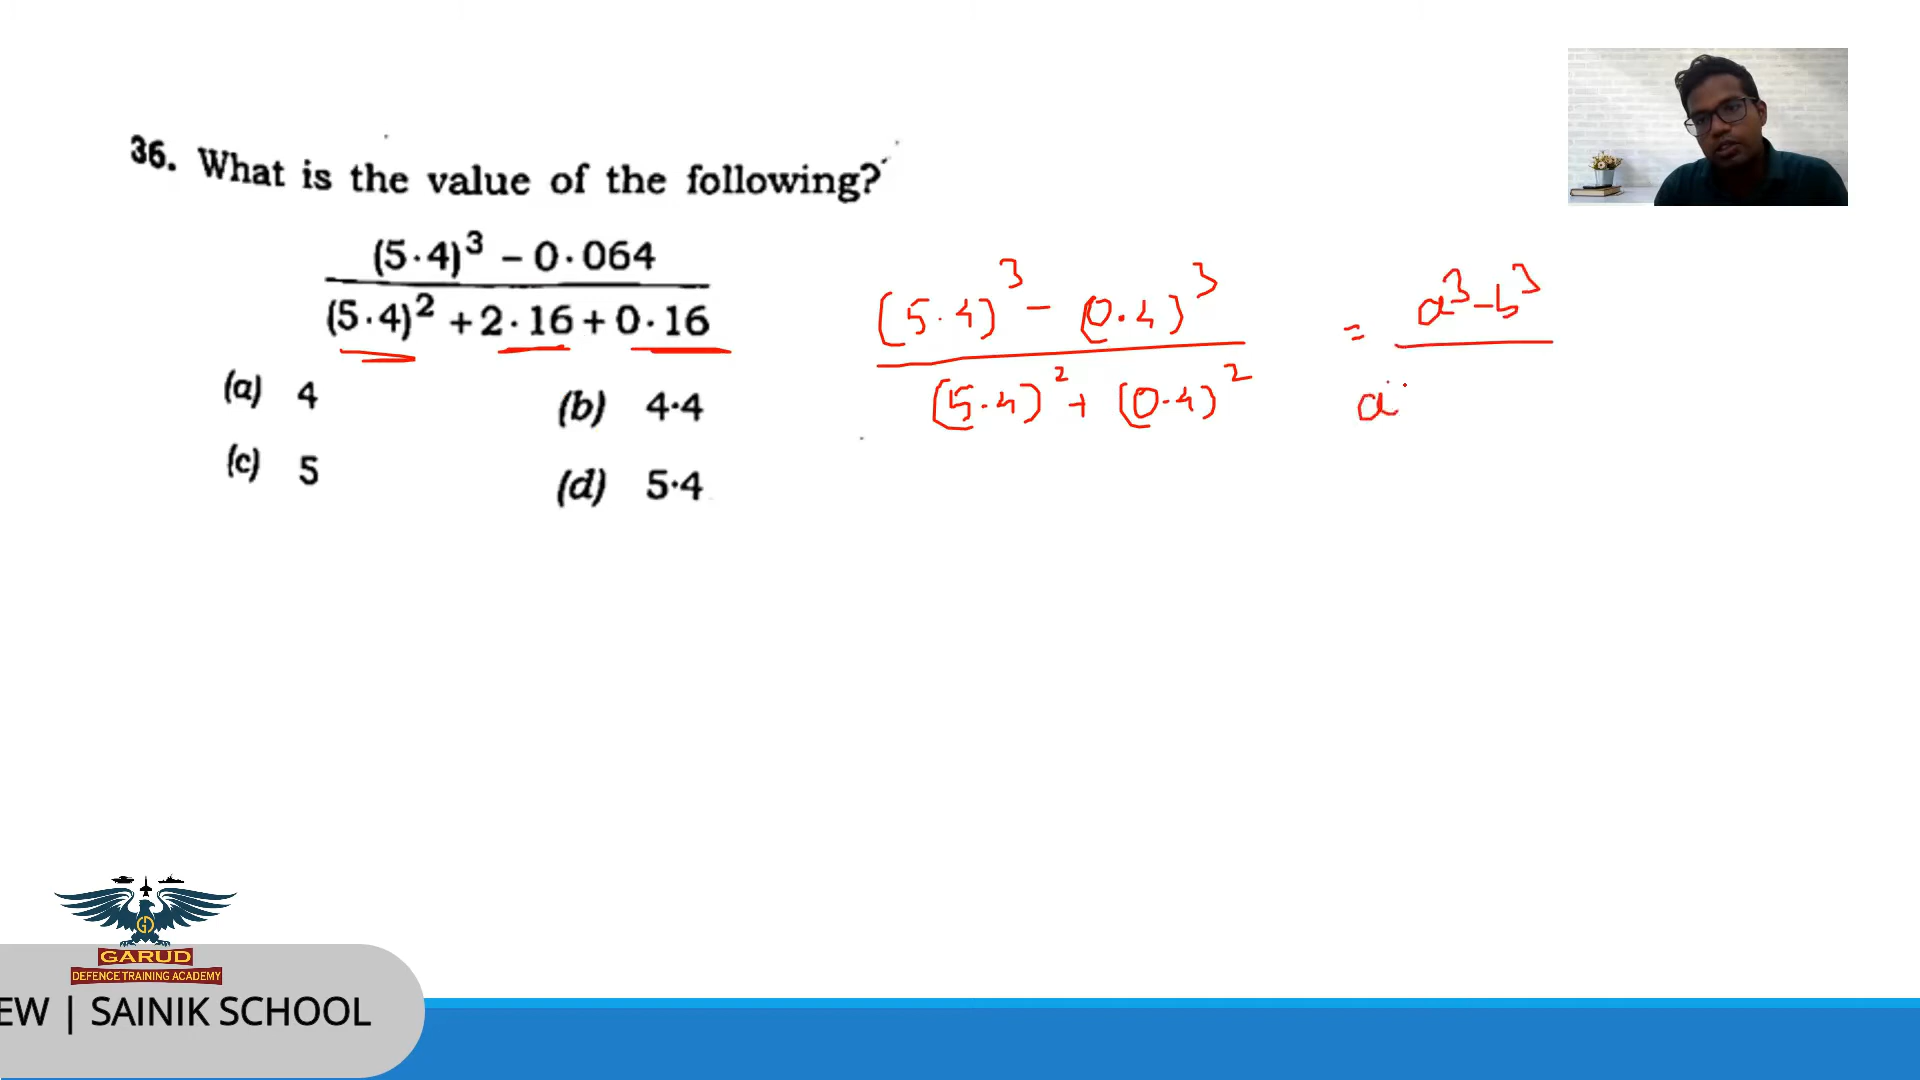 36. What is the value of the following?
(5·4)³ − 0·064
(5·4)² + 2·16 + 0·16
(a) 4
(b) 4·4
(c) 5
(d) 5·4
(5.4)³ − (0.4)³
(5.4)² + (0.4)²
= a³ − b³
a
GARUD
DEFENCE TRAINING ACADEMY
EW | SAINIK SCHOOL